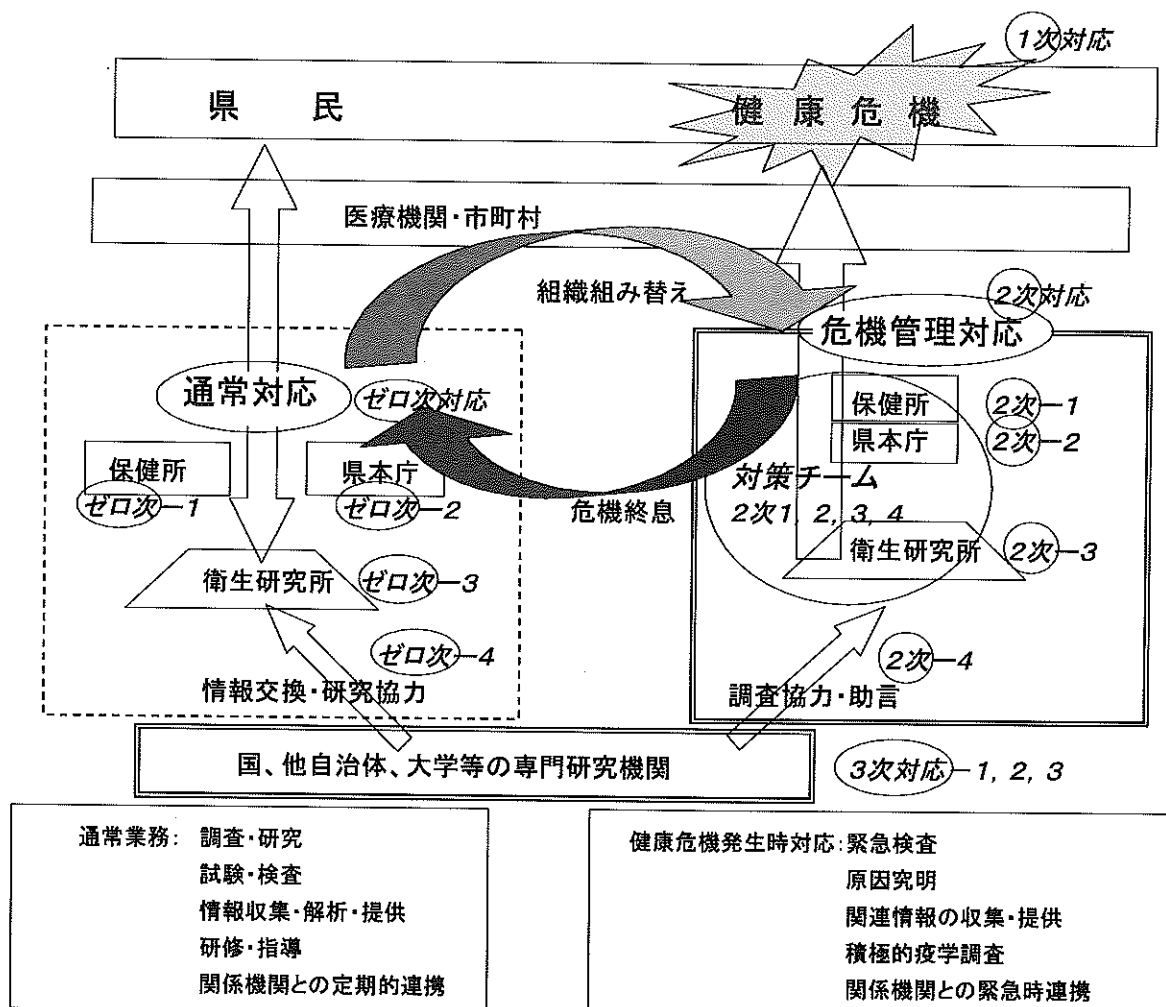 1次対応
県 民
健康危機
医療機関・市町村
組織組み替え
2次対応
危機管理対応
通常対応
ゼロ次対応
保健所
2次−1
県本庁
2次−2
保健所
ゼロ次−1
県本庁
ゼロ次−2
危機終息
対策チーム
2次1, 2, 3, 4
衛生研究所
ゼロ次−3
衛生研究所
2次−3
ゼロ次−4
2次−4
情報交換・研究協力
調査協力・助言
国、他自治体、大学等の専門研究機関
3次対応−1, 2, 3
通常業務: 調査・研究
試験・検査
情報収集・解析・提供
研修・指導
関係機関との定期的連携
健康危機発生時対応:緊急検査
原因究明
関連情報の収集・提供
積極的疫学調査
関係機関との緊急時連携